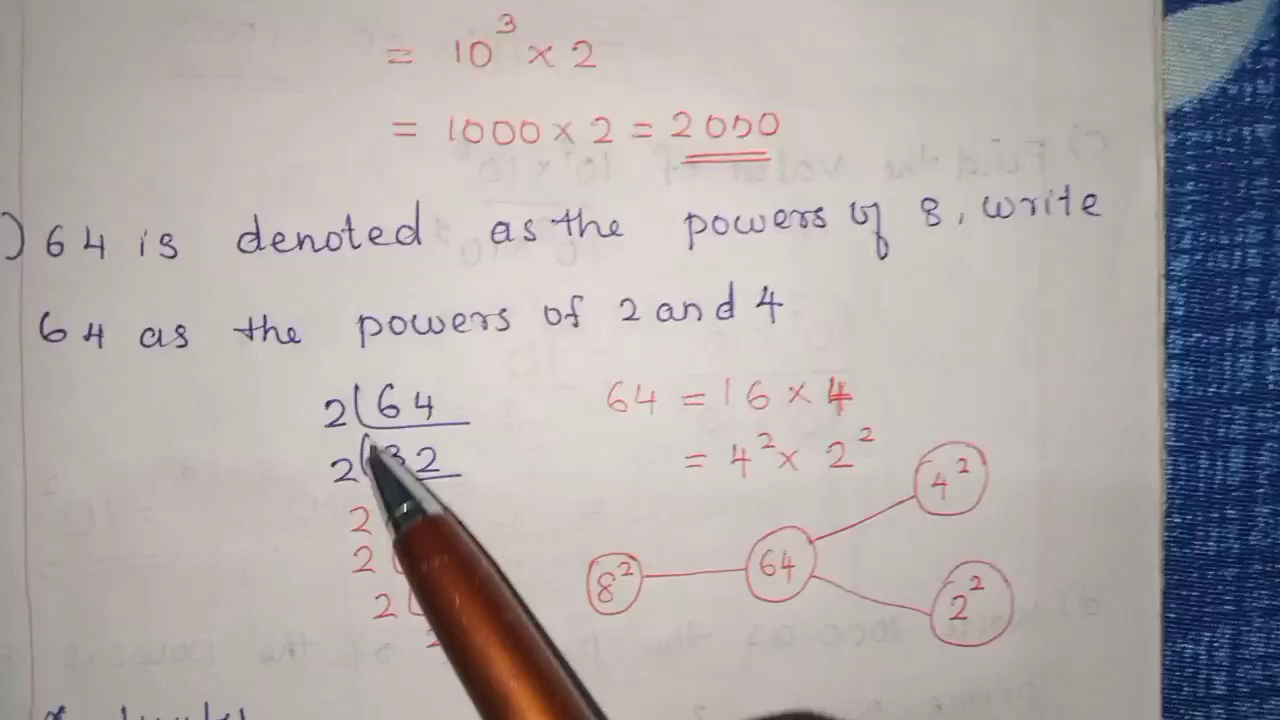 = 10³ × 2
= 1000 × 2 = 2000
) 64 is denoted as the powers of 8, write
64 as the powers of 2 and 4
2 64
2 32
2
2
2
2
64 = 16 × 4
= 4² × 2²
4²
8² 64
2²